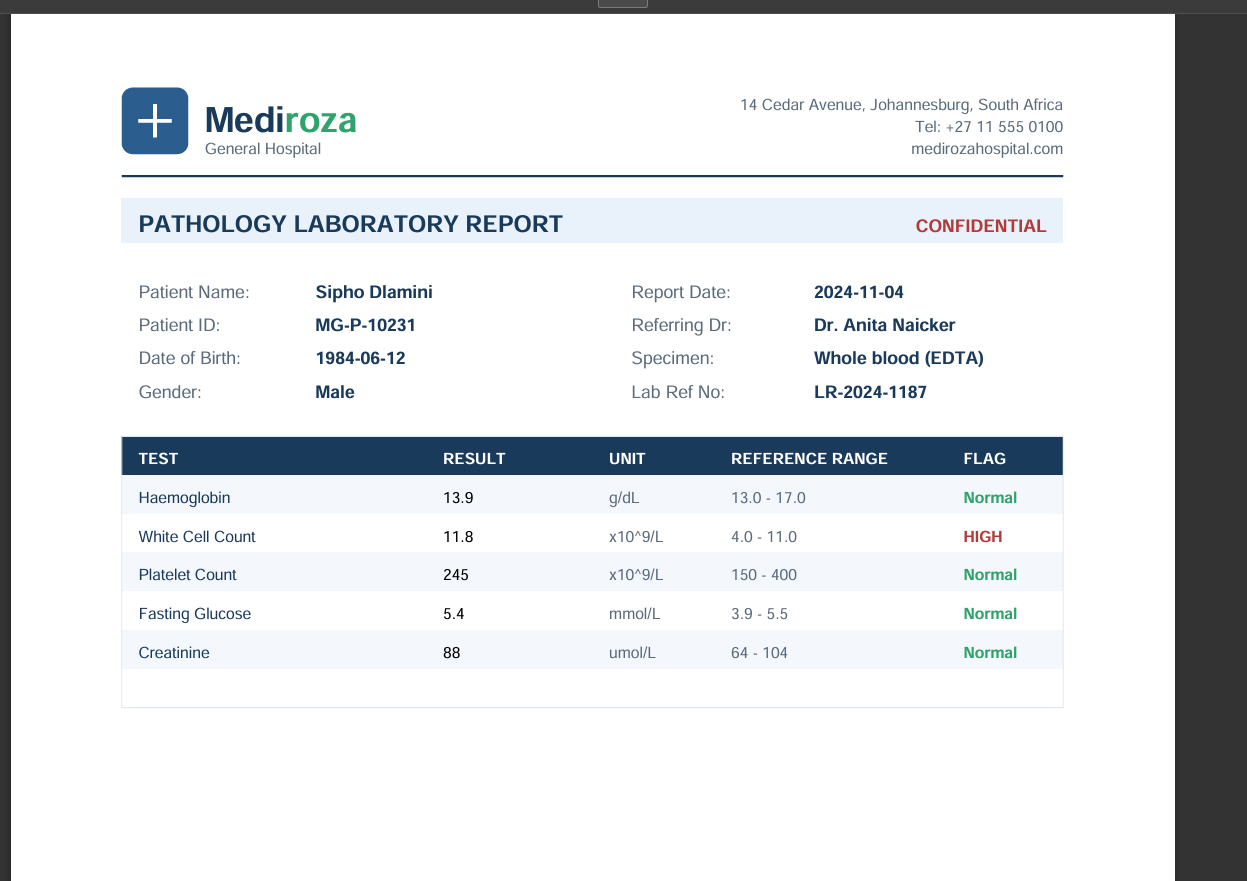 Mediroza
General Hospital
14 Cedar Avenue, Johannesburg, South Africa
Tel: +27 11 555 0100
medirozahospital.com
PATHOLOGY LABORATORY REPORT CONFIDENTIAL
Patient Name: Sipho Dlamini Report Date: 2024-11-04
Patient ID: MG-P-10231 Referring Dr: Dr. Anita Naicker
Date of Birth: 1984-06-12 Specimen: Whole blood (EDTA)
Gender: Male Lab Ref No: LR-2024-1187
TEST RESULT UNIT REFERENCE RANGE FLAG
Haemoglobin 13.9 g/dL 13.0 - 17.0 Normal
White Cell Count 11.8 x10^9/L 4.0 - 11.0 HIGH
Platelet Count 245 x10^9/L 150 - 400 Normal
Fasting Glucose 5.4 mmol/L 3.9 - 5.5 Normal
Creatinine 88 umol/L 64 - 104 Normal